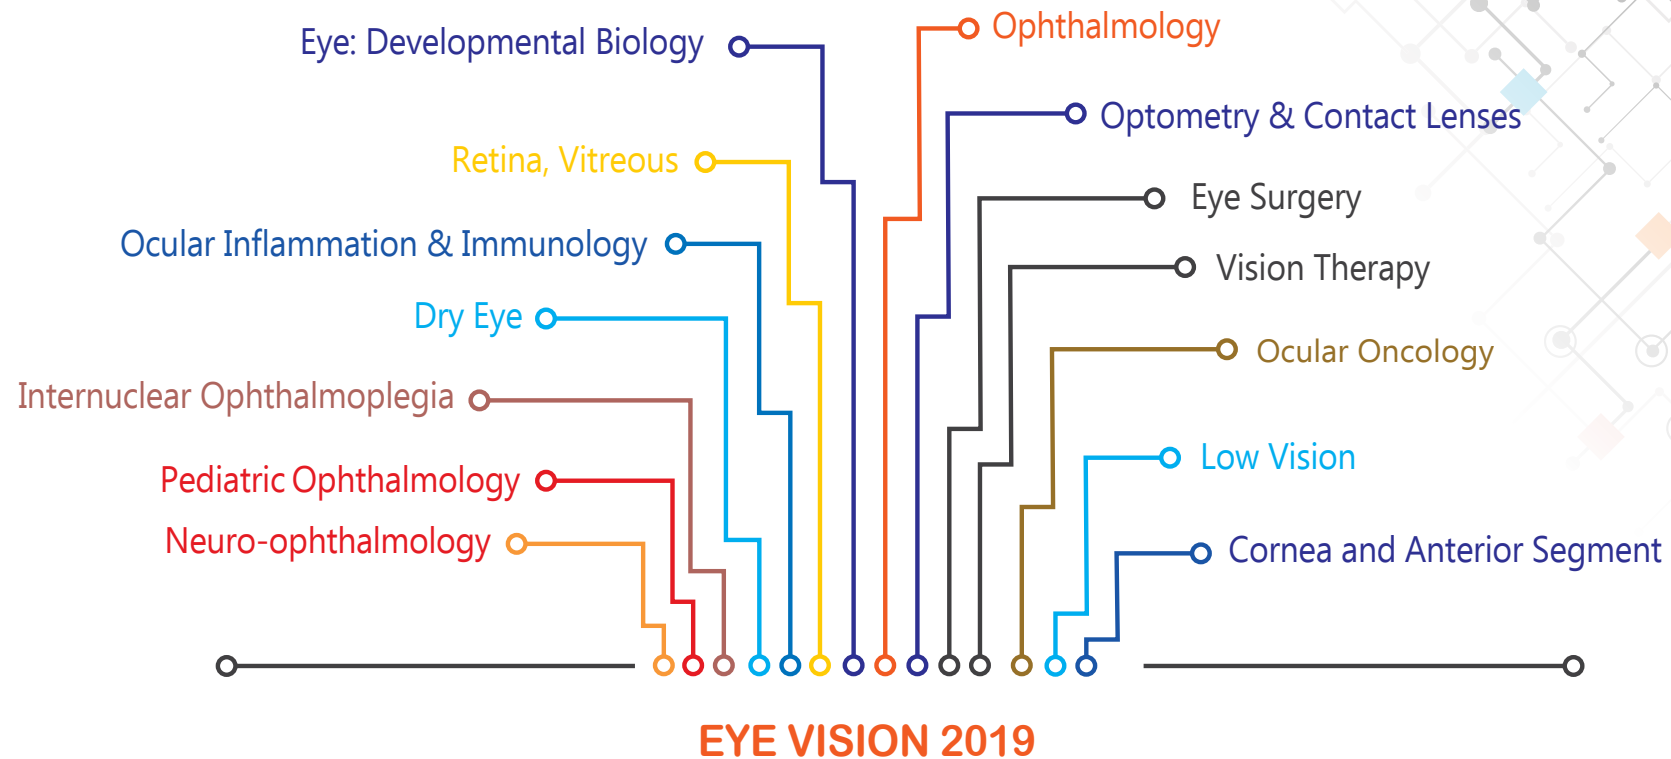 Eye: Developmental Biology
Retina, Vitreous
Ocular Inflammation & Immunology
Dry Eye
Internuclear Ophthalmoplegia
Pediatric Ophthalmology
Neuro-ophthalmology
Ophthalmology
Optometry & Contact Lenses
Eye Surgery
Vision Therapy
Ocular Oncology
Low Vision
Cornea and Anterior Segment
EYE VISION 2019